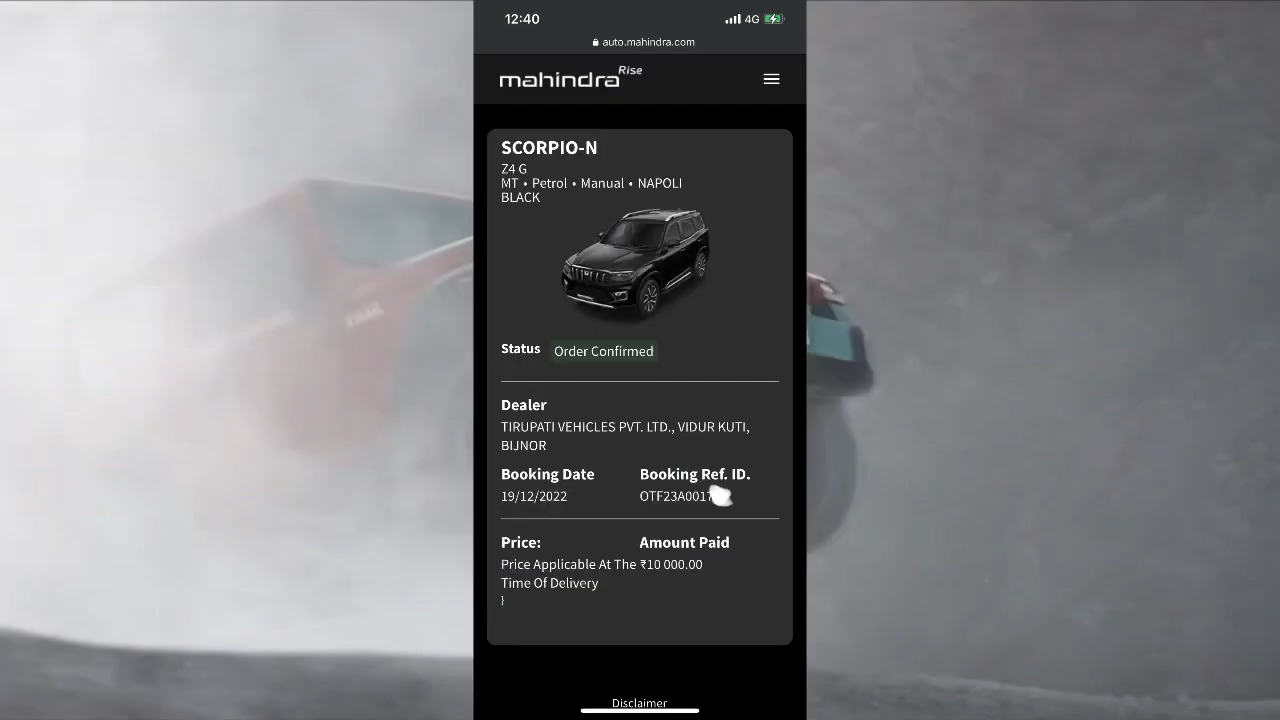 12:40
4G
auto.mahindra.com
mahindra Rise
SCORPIO-N
Z4 G
MT • Petrol • Manual • NAPOLI
BLACK
Status Order Confirmed
Dealer
TIRUPATI VEHICLES PVT. LTD., VIDUR KUTI,
BIJNOR
Booking Date Booking Ref. ID.
19/12/2022 OTF23A001
Price: Amount Paid
Price Applicable At The ₹10 000.00
Time Of Delivery
}
Disclaimer